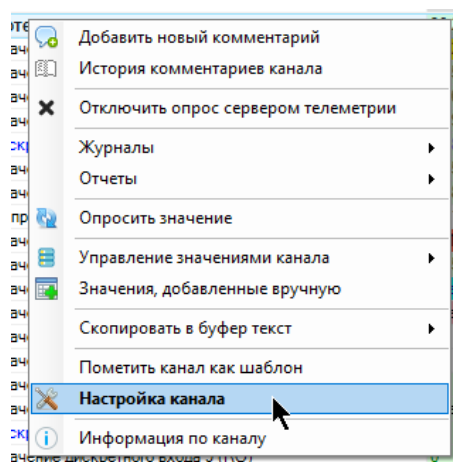 Добавить новый комментарий
История комментариев канала
Отключить опрос сервером телеметрии
Журналы
Отчеты
Опросить значение
Управление значениями канала
Значения, добавленные вручную
Скопировать в буфер текст
Пометить канал как шаблон
Настройка канала
Информация по каналу